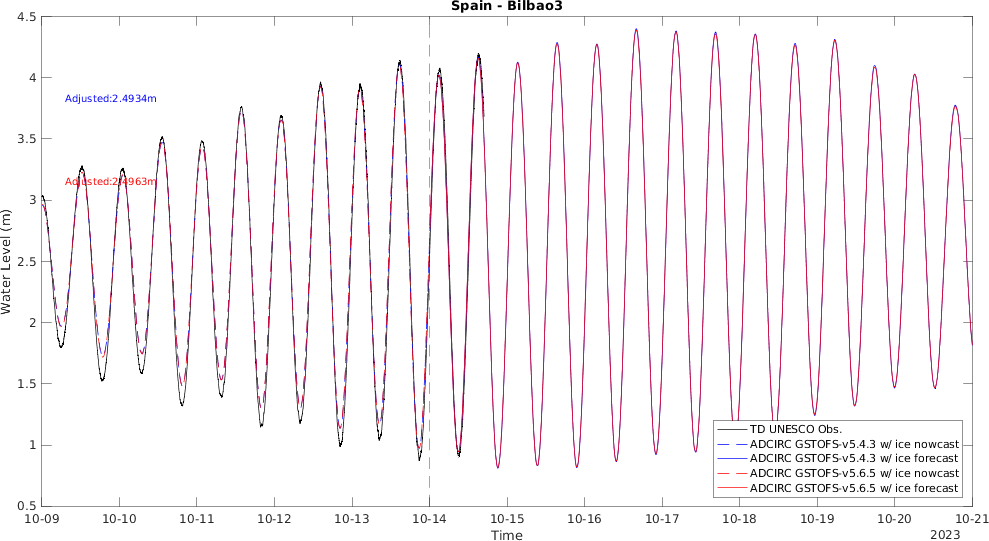 Spain - Bilbao3
4.5
4
3.5
3
2.5
2
1.5
1
0.5
Water Level (m)
Adjusted:2.4934m
Adjusted:2.4963m
TD UNESCO Obs.
ADCIRC GSTOFS-v5.4.3 w/ ice nowcast
ADCIRC GSTOFS-v5.4.3 w/ ice forecast
ADCIRC GSTOFS-v5.6.5 w/ ice nowcast
ADCIRC GSTOFS-v5.6.5 w/ ice forecast
10-09 10-10 10-11 10-12 10-13 10-14 10-15 10-16 10-17 10-18 10-19 10-20 10-21
Time
2023